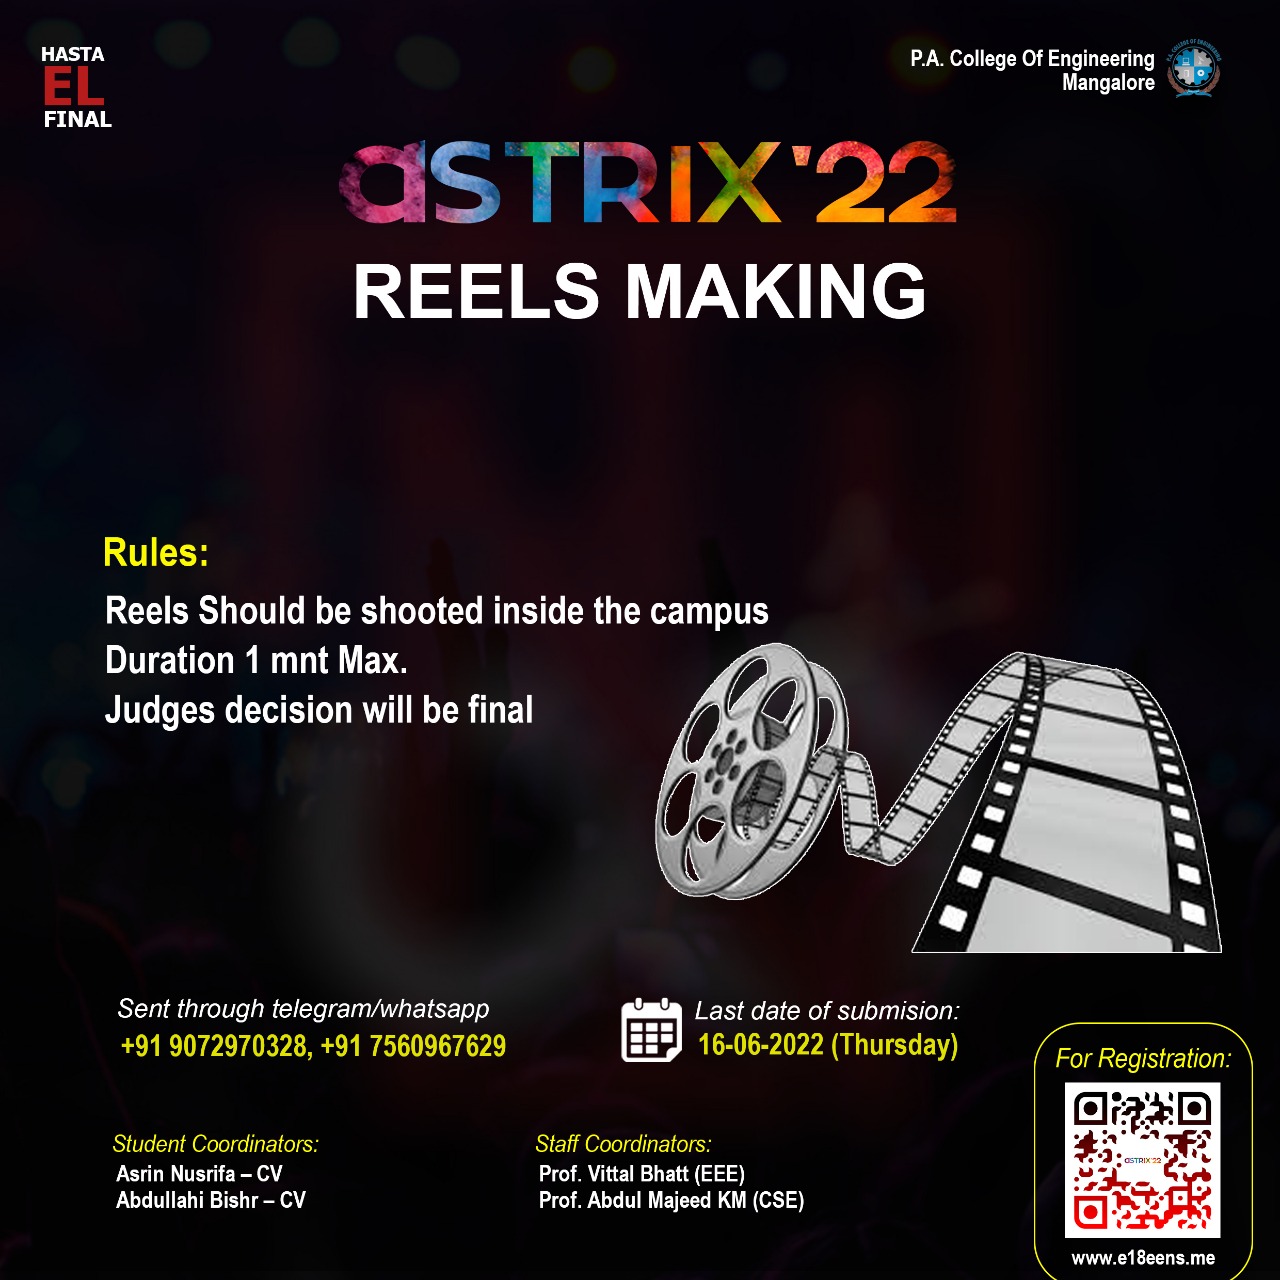 HASTA
EL
FINAL
P.A. College Of Engineering
Mangalore
aSTRIX'22
REELS MAKING
Rules:
Reels Should be shooted inside the campus
Duration 1 mnt Max.
Judges decision will be final
Sent through telegram/whatsapp
+91 9072970328, +91 7560967629
Last date of submision:
16-06-2022 (Thursday)
For Registration:
aSTRIX'22
www.e18eens.me
Student Coordinators:
Asrin Nusrifa – CV
Abdullahi Bishr – CV
Staff Coordinators:
Prof. Vittal Bhatt (EEE)
Prof. Abdul Majeed KM (CSE)